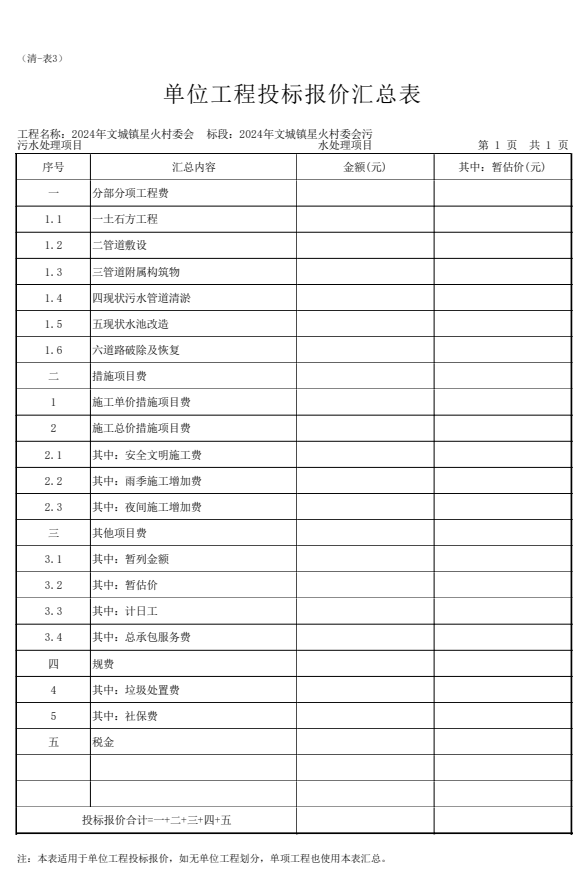 （清-表3）
单位工程投标报价汇总表
工程名称：2024年文城镇星火村委会 标段：2024年文城镇星火村委会污
污水处理项目 水处理项目 第 1 页 共 1 页
序号 汇总内容 金额(元) 其中：暂估价(元)
一 分部分项工程费
1.1 一土石方工程
1.2 二管道敷设
1.3 三管道附属构筑物
1.4 四现状污水管道清淤
1.5 五现状水池改造
1.6 六道路破除及恢复
二 措施项目费
1 施工单价措施项目费
2 施工总价措施项目费
2.1 其中：安全文明施工费
2.2 其中：雨季施工增加费
2.3 其中：夜间施工增加费
三 其他项目费
3.1 其中：暂列金额
3.2 其中：暂估价
3.3 其中：计日工
3.4 其中：总承包服务费
四 规费
4 其中：垃圾处置费
5 其中：社保费
五 税金
投标报价合计=一+二+三+四+五
注：本表适用于单位工程投标报价，如无单位工程划分，单项工程也使用本表汇总。